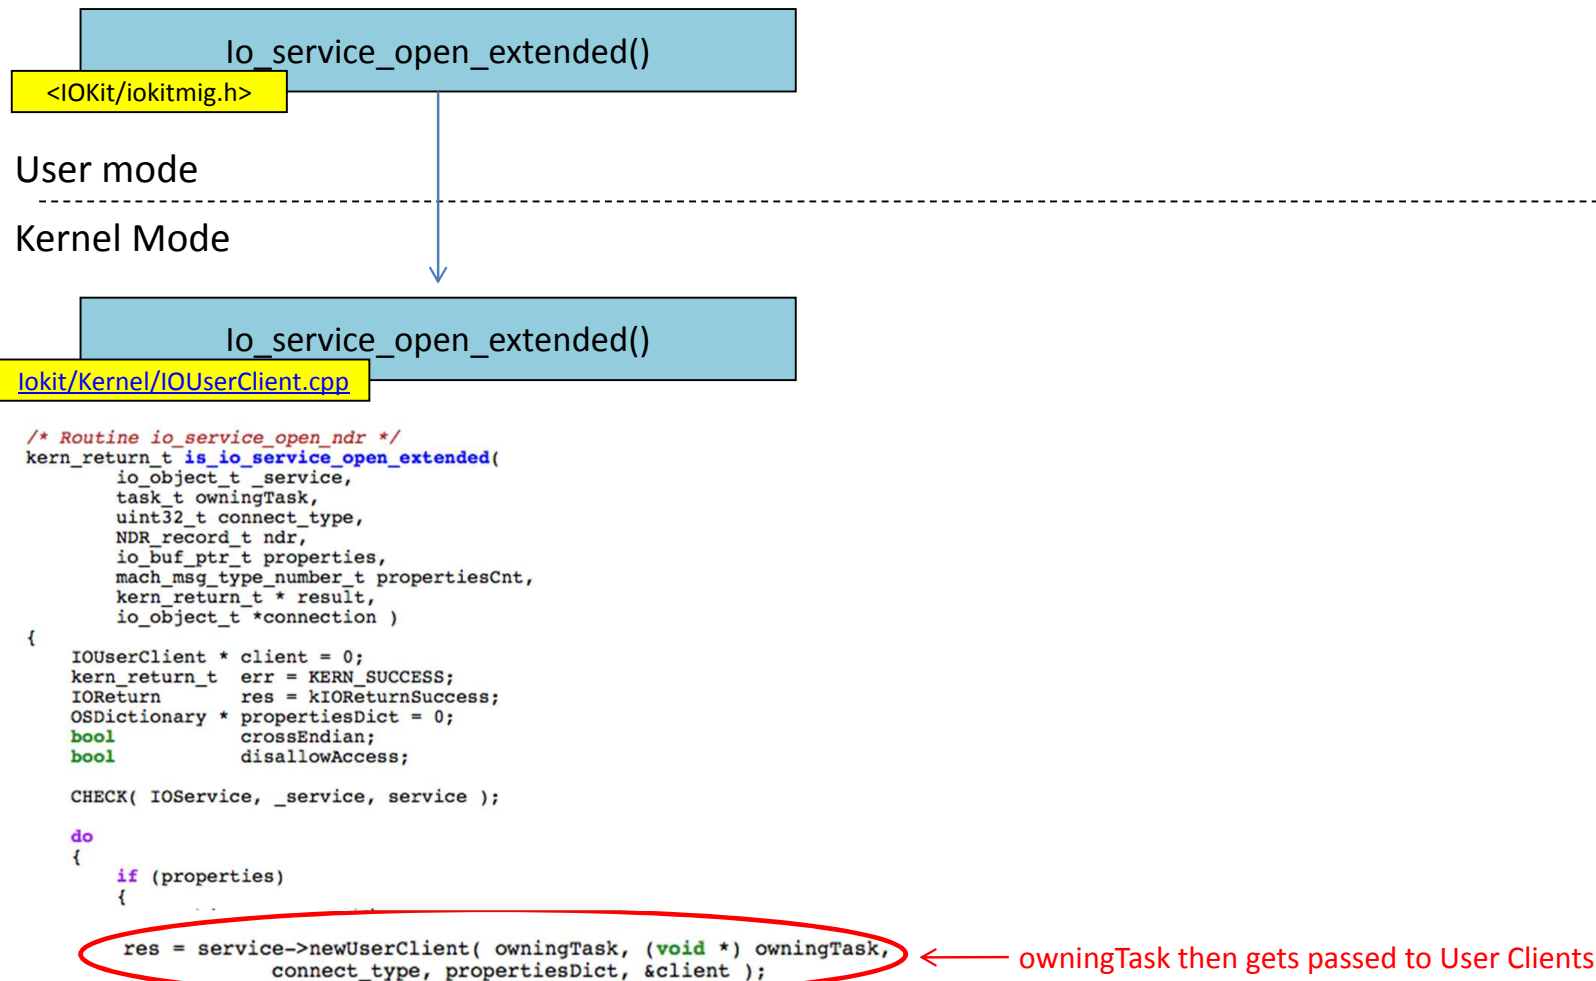 Io_service_open_extended()
<IOKit/iokitmig.h>
User mode
Kernel Mode
Io_service_open_extended()
Iokit/Kernel/IOUserClient.cpp
/* Routine io_service_open_ndr */
kern_return_t is_io_service_open_extended(
io_object_t _service,
task_t owningTask,
uint32_t connect_type,
NDR_record_t ndr,
io_buf_ptr_t properties,
mach_msg_type_number_t propertiesCnt,
kern_return_t * result,
io_object_t *connection )
{
IOUserClient * client = 0;
kern_return_t err = KERN_SUCCESS;
IOReturn res = kIOReturnSuccess;
OSDictionary * propertiesDict = 0;
bool crossEndian;
bool disallowAccess;
CHECK( IOService, _service, service );
do
{
if (properties)
{
res = service->newUserClient( owningTask, (void *) owningTask,
connect_type, propertiesDict, &client );
owningTask then gets passed to User Clients